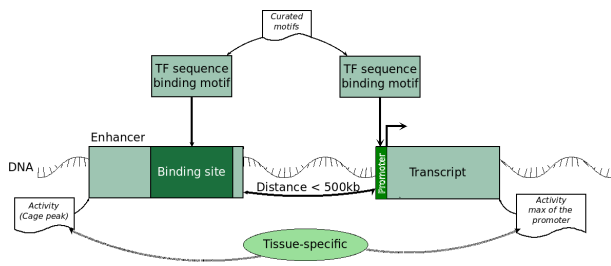 Curated
motifs
TF sequence
binding motif
TF sequence
binding motif
Enhancer
DNA
Binding site
Promoter
Transcript
Distance < 500kb
Activity
(Cage peak)
Activity
max of the
promoter
Tissue-specific